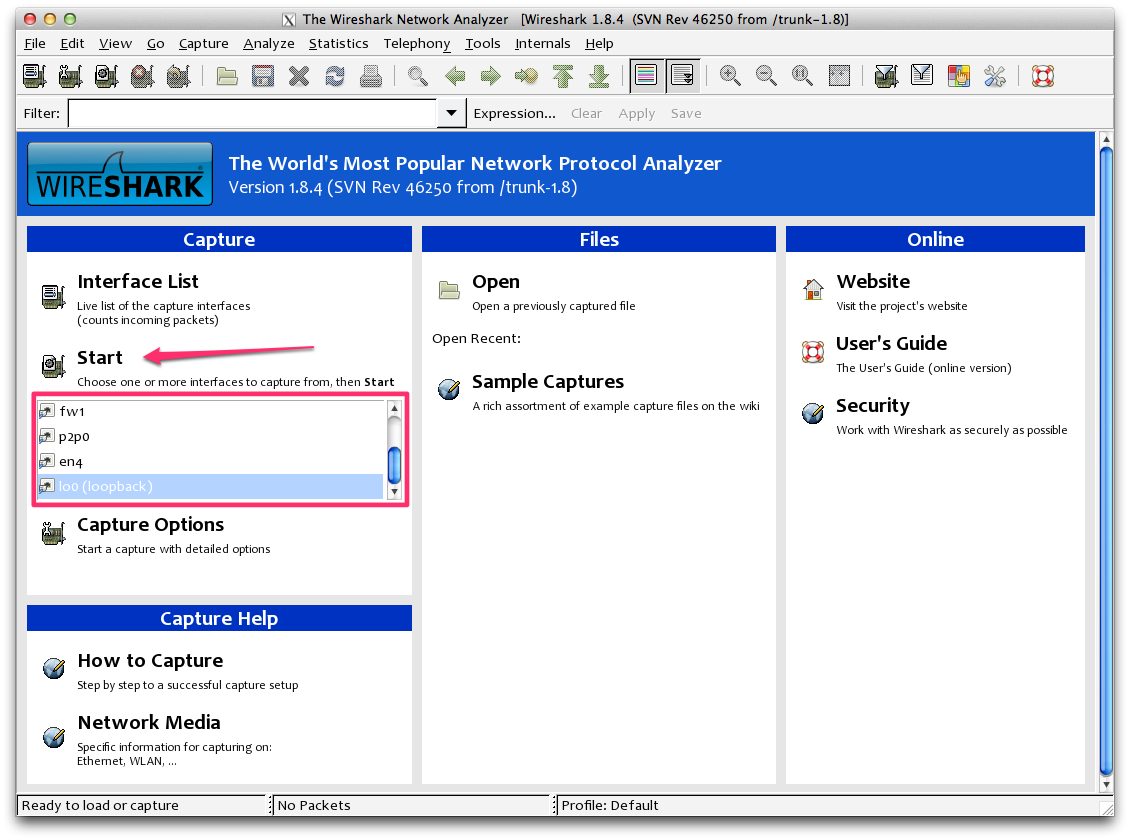 The Wireshark Network Analyzer [Wireshark 1.8.4 (SVN Rev 46250 from /trunk-1.8)]
File Edit View Go Capture Analyze Statistics Telephony Tools Internals Help
Filter: Expression... Clear Apply Save
WIRESHARK
The World's Most Popular Network Protocol Analyzer
Version 1.8.4 (SVN Rev 46250 from /trunk-1.8)
Capture
Interface List
Live list of the capture interfaces
(counts incoming packets)
Start
Choose one or more interfaces to capture from, then Start
fw1
p2p0
en4
lo0 (loopback)
Capture Options
Start a capture with detailed options
Capture Help
How to Capture
Step by step to a successful capture setup
Network Media
Specific information for capturing on:
Ethernet, WLAN, ...
Files
Open
Open a previously captured file
Open Recent:
Sample Captures
A rich assortment of example capture files on the wiki
Online
Website
Visit the project's website
User's Guide
The User's Guide (online version)
Security
Work with Wireshark as securely as possible
Ready to load or capture
No Packets
Profile: Default